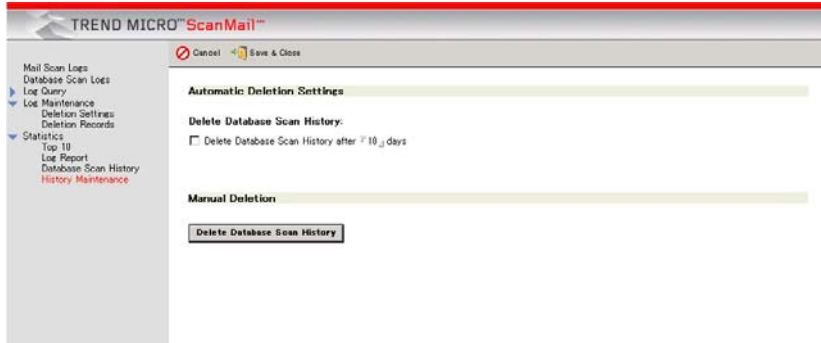 TREND MICRO™ ScanMail™
Cancel Save & Close
Mail Scan Logs
Database Scan Logs
Log Query
Log Maintenance
Deletion Settings
Deletion Records
Statistics
Top 10
Log Report
Database Scan History
History Maintenance
Automatic Deletion Settings
Delete Database Scan History:
Delete Database Scan History after 10 days
Manual Deletion
Delete Database Scan History